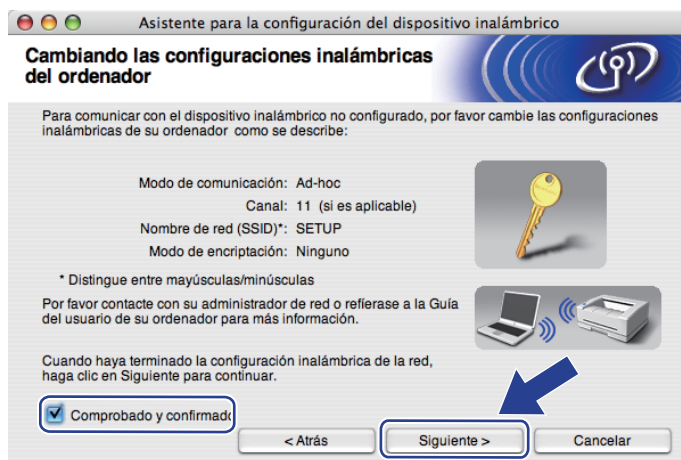 Asistente para la configuración del dispositivo inalámbrico
Cambiando las configuraciones inalámbricas
del ordenador
Para comunicar con el dispositivo inalámbrico no configurado, por favor cambie las configuraciones
inalámbricas de su ordenador como se describe:
Modo de comunicación: Ad-hoc
Canal: 11 (si es aplicable)
Nombre de red (SSID)*: SETUP
Modo de encriptación: Ninguno
* Distingue entre mayúsculas/minúsculas
Por favor contacte con su administrador de red o refíerase a la Guía
del usuario de su ordenador para más información.
Cuando haya terminado la configuración inalámbrica de la red,
haga clic en Siguiente para continuar.
Comprobado y confirmado
< Atrás Siguiente > Cancelar